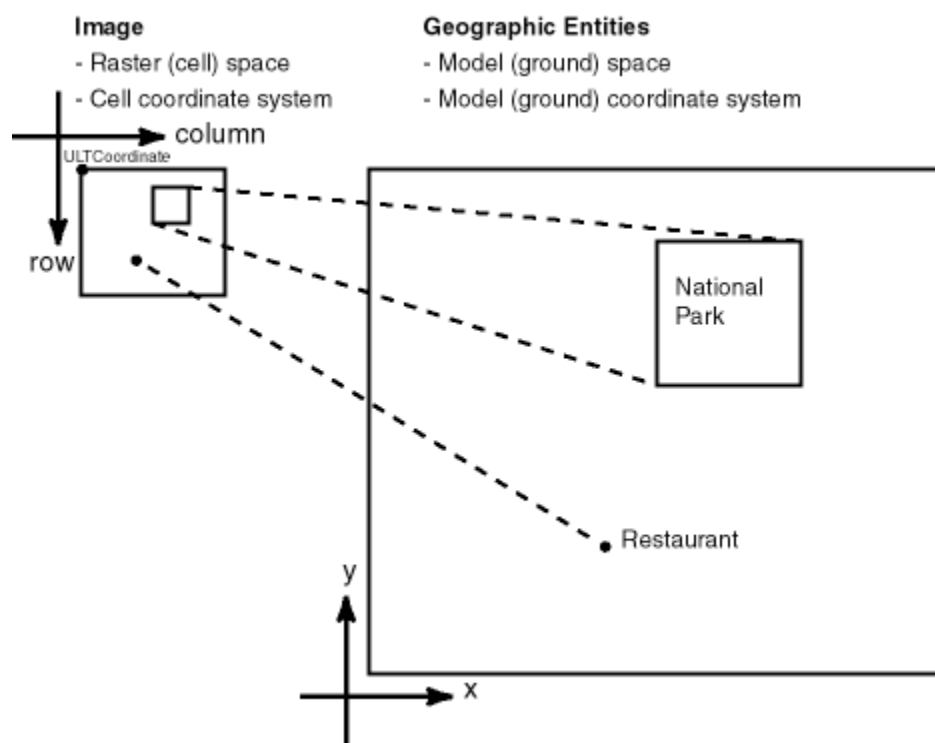 Image
- Raster (cell) space
- Cell coordinate system
Geographic Entities
- Model (ground) space
- Model (ground) coordinate system
column
ULTCoordinate
row
National
Park
Restaurant
y
x